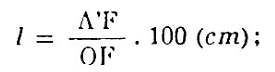 l = Λ'F / OF . 100 (cm);